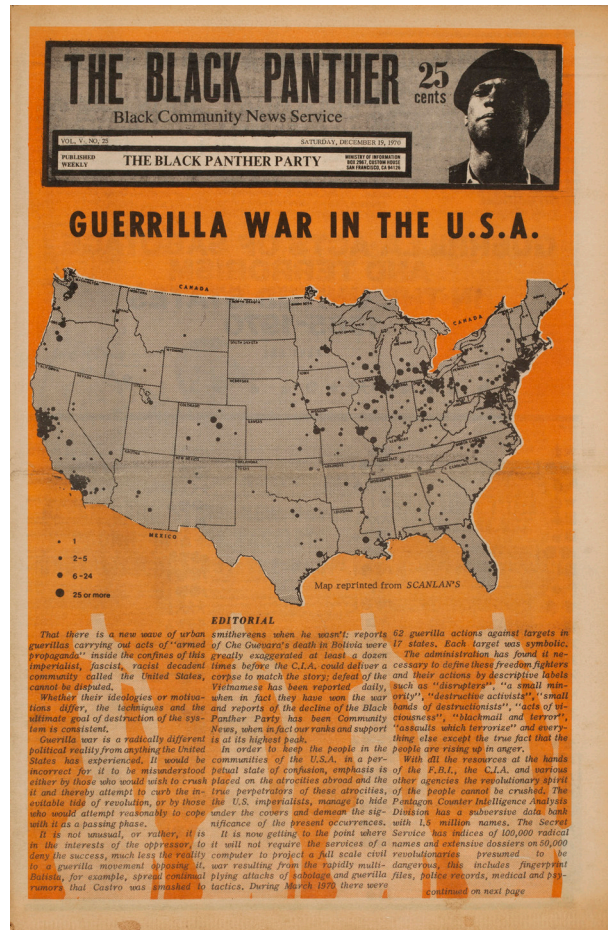 THE BLACK PANTHER
25
cents
Black Community News Service
VOL. V NO. 25
SATURDAY, DECEMBER 19, 1970
PUBLISHED
WEEKLY
THE BLACK PANTHER PARTY
MINISTRY OF INFORMATION
BOX 2967, CUSTOM HOUSE
SAN FRANCISCO, CA 94126
GUERRILLA WAR IN THE U.S.A.
CANADA
CANADA
WASHINGTON
MONTANA
NORTH DAKOTA
SOUTH DAKOTA
WYOMING
NEBRASKA
NEVADA
COLORADO
KANSAS
ARIZONA
NEW MEXICO
OKLAHOMA
TEXAS
MEXICO
1
2-5
6-24
25 or more
Map reprinted from SCANLAN'S
EDITORIAL
That there is a new wave of urban
guerillas carrying out acts of "armed
propaganda" inside the confines of this
imperialist, fascist, racist decadent
community called the United States,
cannot be disputed.
Whether their ideologies or motiva-
tions differ, the techniques and the
ultimate goal of destruction of the sys-
tem is consistent.
Guerilla war is a radically different
political reality from anything the United
States has experienced. It would be
incorrect for it to be misunderstood
either by those who would wish to crush
it and thereby attempt to curb the in-
evitable tide of revolution, or by those
who would attempt reasonably to cope
with it as a passing phase.
It is not unusual, or rather, it is
in the interests of the oppressor, to
deny the success, much less the reality
to a guerilla movement opposing it.
Batista, for example, spread continual
rumors that Castro was smashed to
smithereens when he wasn't; reports
of Che Guevara's death in Bolivia were
greatly exaggerated at least a dozen
times before the C.I.A. could deliver a
corpse to match the story; defeat of the
Vietnamese has been reported daily,
when in fact they have won the war
and reports of the decline of the Black
Panther Party has been Community
News, when in fact our ranks and support
is at its highest peak.
In order to keep the people in the
communities of the U.S.A. in a per-
petual state of confusion, emphasis is
placed on the atrocities abroad and the
true perpetrators of these atrocities,
the U.S. imperialists, manage to hide
under the covers and demean the sig-
nificance of the present occurences.
It is now getting to the point where
it will not require the services of a
computer to project a full scale civil
war resulting from the rapidly multi-
plying attacks of sabotage and guerilla
tactics. During March 1970 there were
62 guerilla actions against targets in
17 states. Each target was symbolic.
The administration has found it ne-
cessary to define these freedom fighters
and their actions by descriptive labels
such as "disrupters", "a small min-
ority", "destructive activists", "small
bands of destructionists", "acts of vi-
ciousness", "blackmail and terror",
"assaults which terrorize" and every-
thing else except the true fact that the
people are rising up in anger.
With all the resources at the hands
of the F.B.I., the C.I.A. and various
other agencies the revolutionary spirit
of the people cannot be crushed. The
Pentagon Counter Intelligence Analysis
Division has a subversive data bank
with 1.5 million names. The Secret
Service has indices of 100,000 radical
names and extensive dossiers on 50,000
revolutionaries presumed to be
dangerous, this includes fingerprint
files, police records, medical and psy-
continued on next page